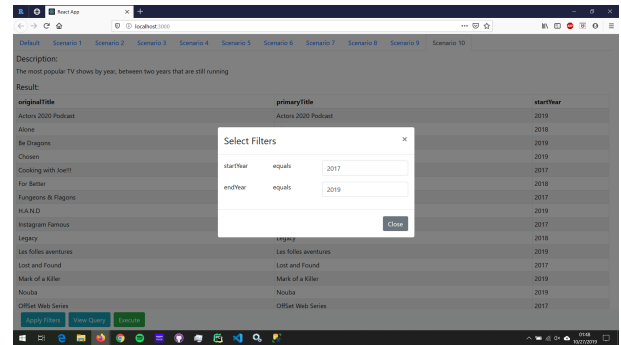 React App
localhost:3000
Default Scenario 1 Scenario 2 Scenario 3 Scenario 4 Scenario 5 Scenario 6 Scenario 7 Scenario 8 Scenario 9 Scenario 10
Description:
The most popular TV shows by year, between two years that are still running
Result:
originalTitle primaryTitle startYear
Actors 2020 Podcast Actors 2020 Podcast 2019
Alone 2018
Be Dragons 2019
Chosen 2019
Select Filters ×
Cooking with Joe!!! 2017
startYear equals 2017
For Better 2018
endYear equals 2019
Fungeons & Flagons 2017
H.A.N.D 2019
Instagram Famous 2017
Close
Legacy Legacy 2018
Les folles aventures Les folles aventures 2019
Lost and Found Lost and Found 2017
Mark of a Killer Mark of a Killer 2019
Nouba Nouba 2019
OffSet Web Series OffSet Web Series 2017
Apply Filters View Query Execute
01:48
10/27/2019